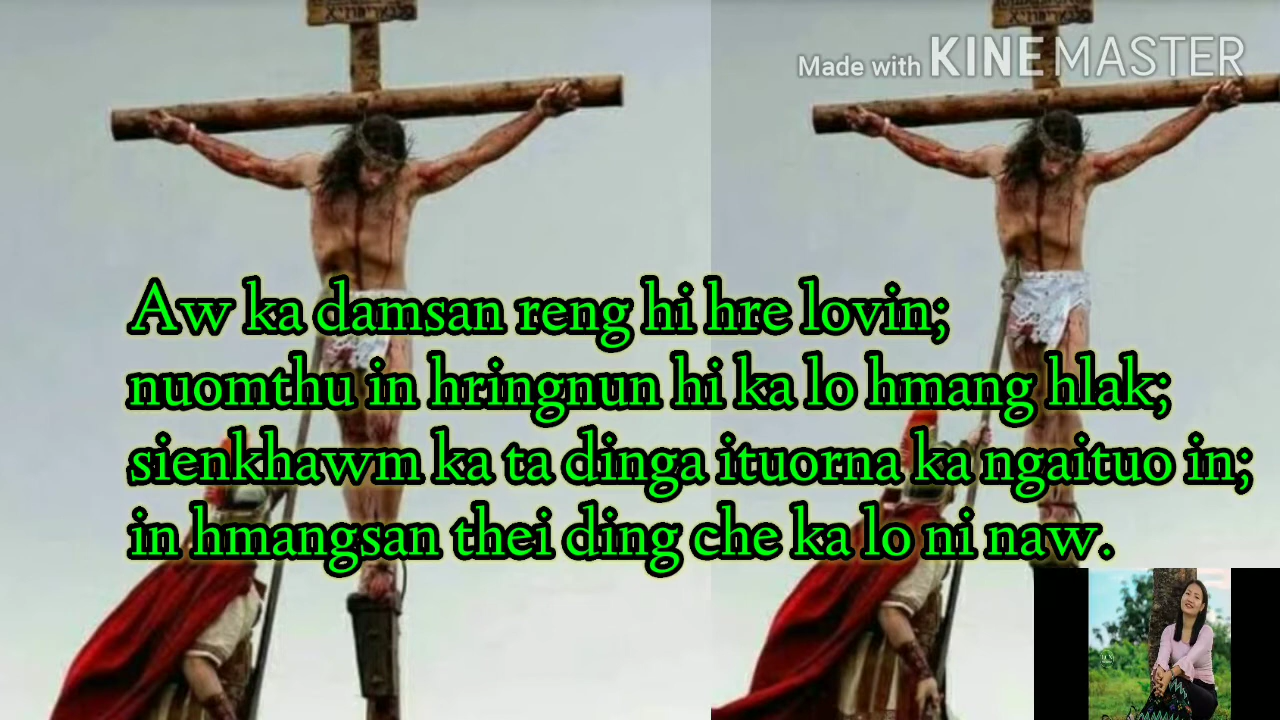 Made with KINEMASTER
Aw ka damsan reng hi hre lovin;
nuomthu in hringnun hi ka lo hmang hlak;
sienkhawm ka ta dinga ituorna ka ngaituo in;
in hmangsan thei ding che ka lo ni naw.